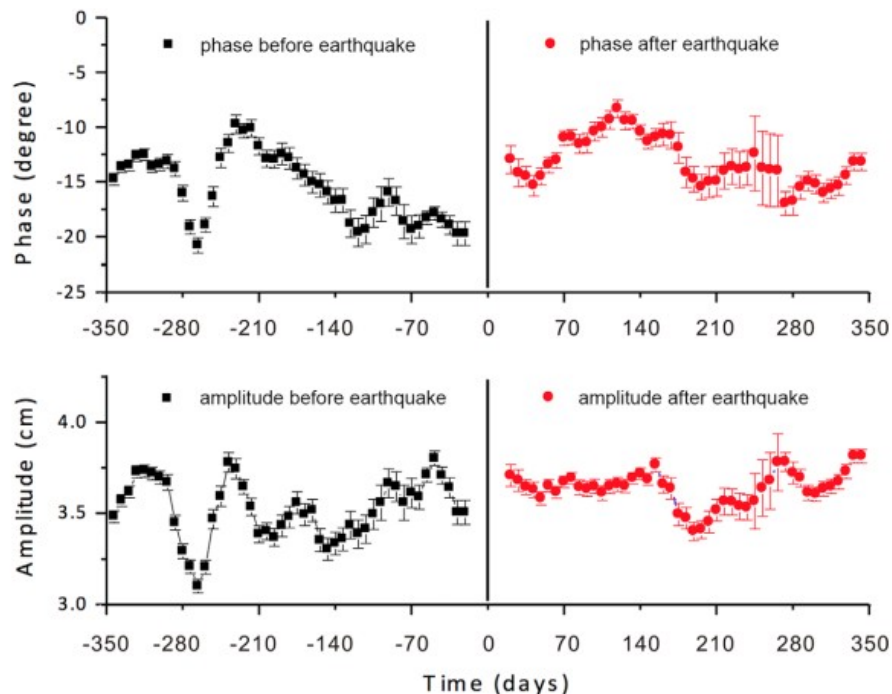 0
phase before earthquake
phase after earthquake
-5
-10
-15
-20
-25
Phase (degree)
-350 -280 -210 -140 -70 0 70 140 210 280 350
4.0
amplitude before earthquake
amplitude after earthquake
3.5
3.0
Amplitude (cm)
-350 -280 -210 -140 -70 0 70 140 210 280 350
Time (days)